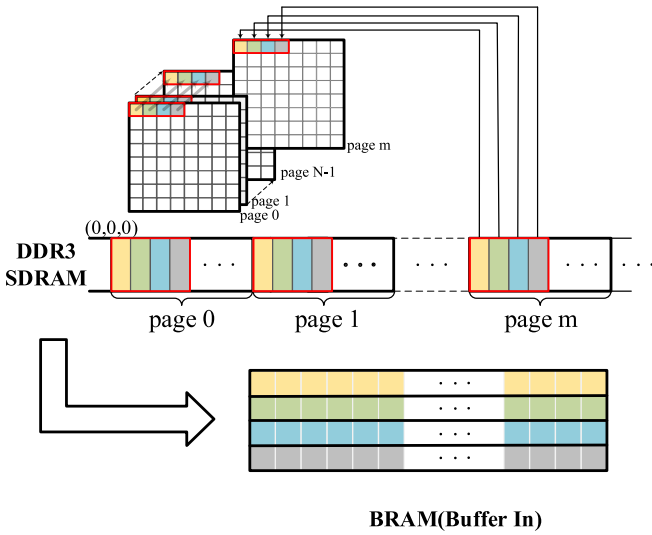 page m
page N-1
page 1
page 0
(0,0,0)
DDR3
SDRAM
· · ·
· · ·
· · ·
· · ·
· · ·
page 0
page 1
page m
· · ·
· · ·
· · ·
· · ·
BRAM(Buffer In)